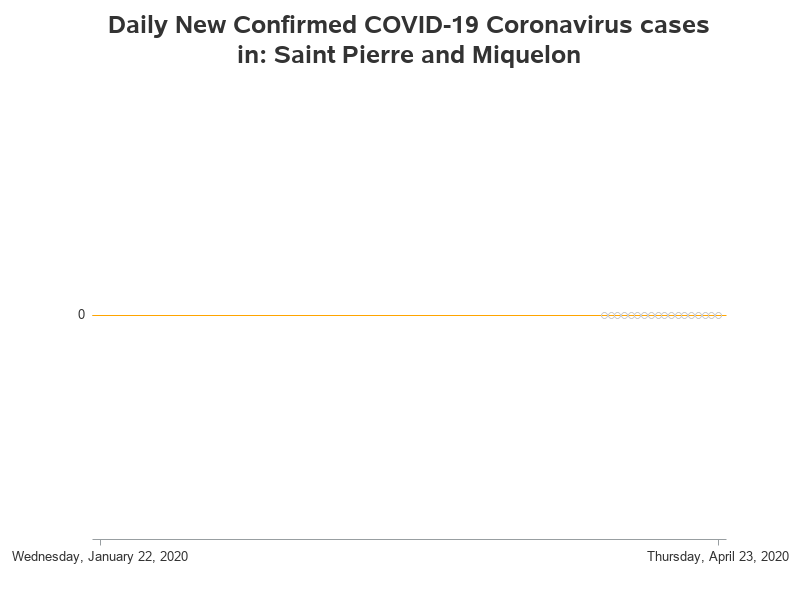 Daily New Confirmed COVID-19 Coronavirus cases
in: Saint Pierre and Miquelon
0
Wednesday, January 22, 2020
Thursday, April 23, 2020